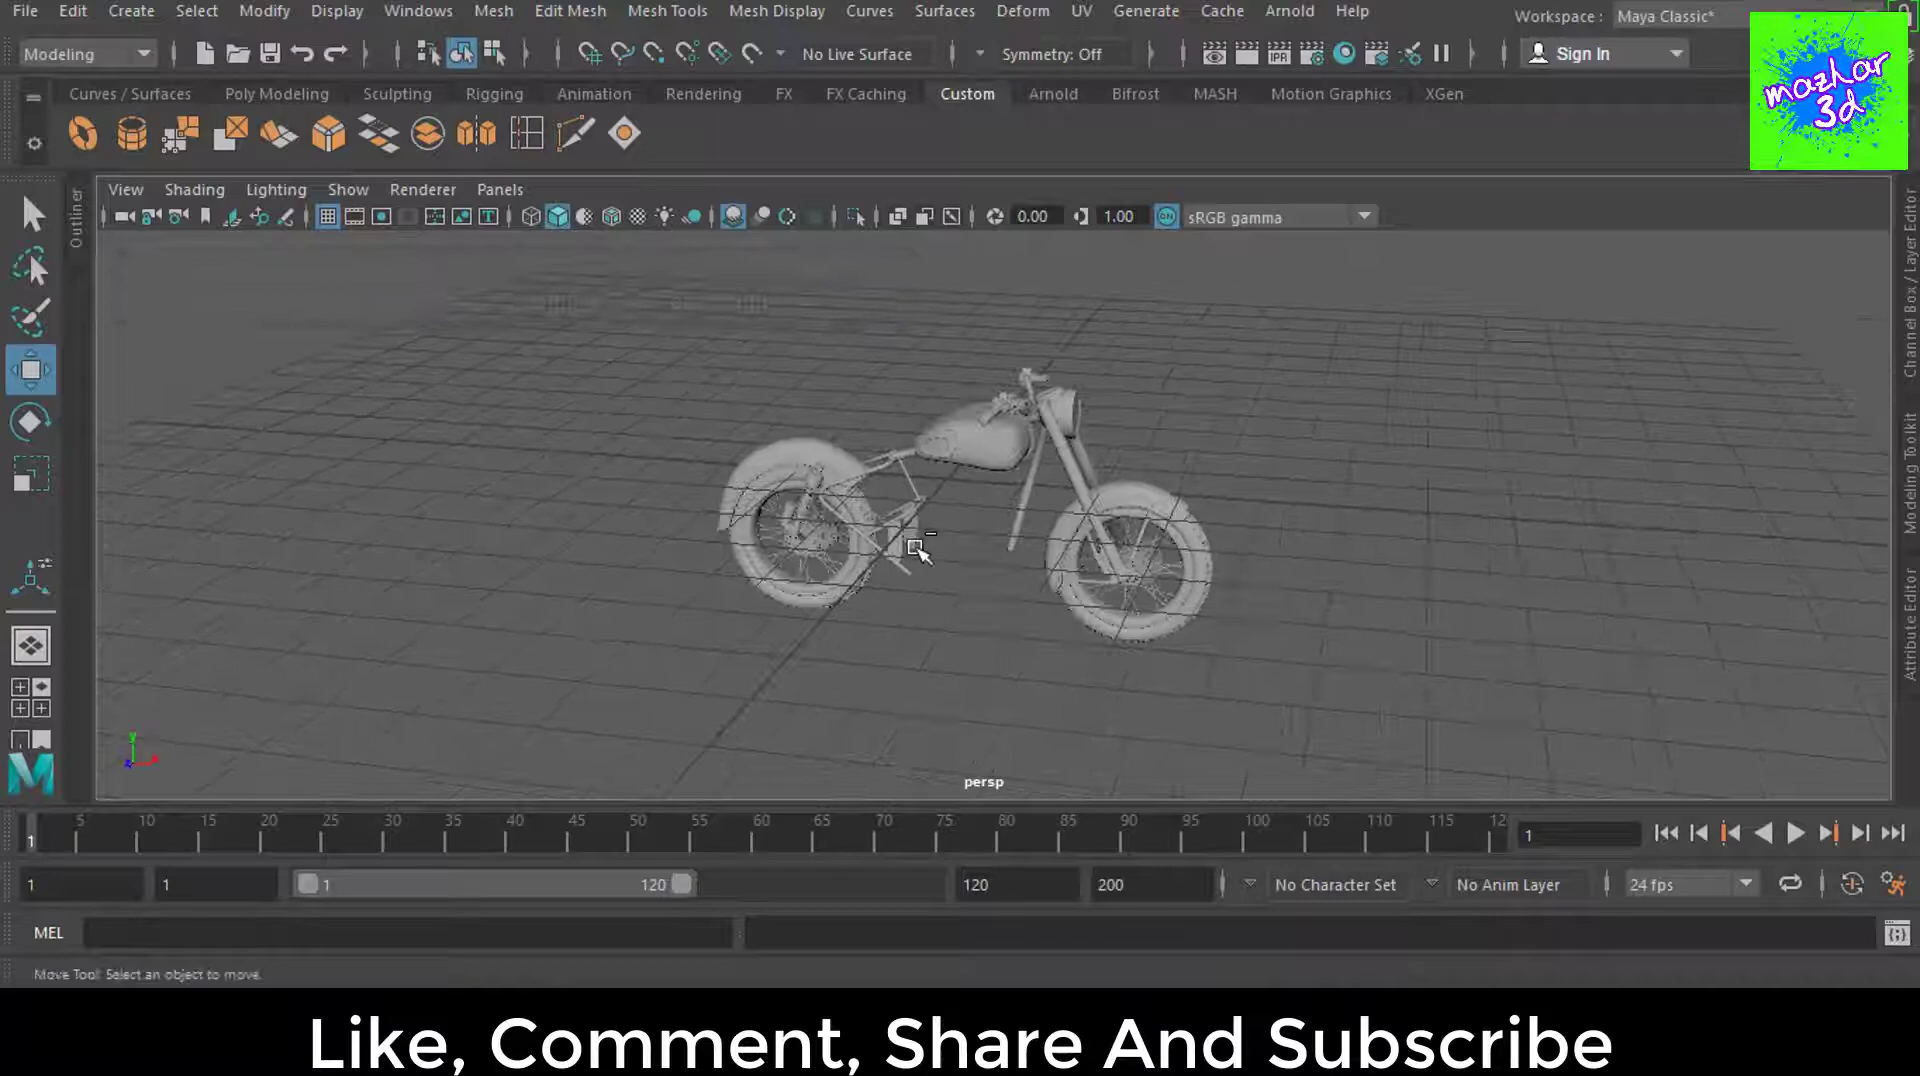 File Edit Create Select Modify Display Windows Mesh Edit Mesh Mesh Tools Mesh Display Curves Surfaces Deform UV Generate Cache Arnold Help Workspace : Maya Classic*
Modeling No Live Surface Symmetry: Off IPR Sign In
mazhar
3d
Curves / Surfaces Poly Modeling Sculpting Rigging Animation Rendering FX FX Caching Custom Arnold Bifrost MASH Motion Graphics XGen
View Shading Lighting Show Renderer Panels
0.00 1.00 ON sRGB gamma
Outliner
Channel Box / Layer Editor
Modeling Toolkit
Attribute Editor
y
z x
persp
5 10 15 20 25 30 35 40 45 50 55 60 65 70 75 80 85 90 95 100 105 110 115 12
1 1
1 1 1 120 120 200 No Character Set No Anim Layer 24 fps
MEL
Move Tool: Select an object to move.
Like, Comment, Share And Subscribe